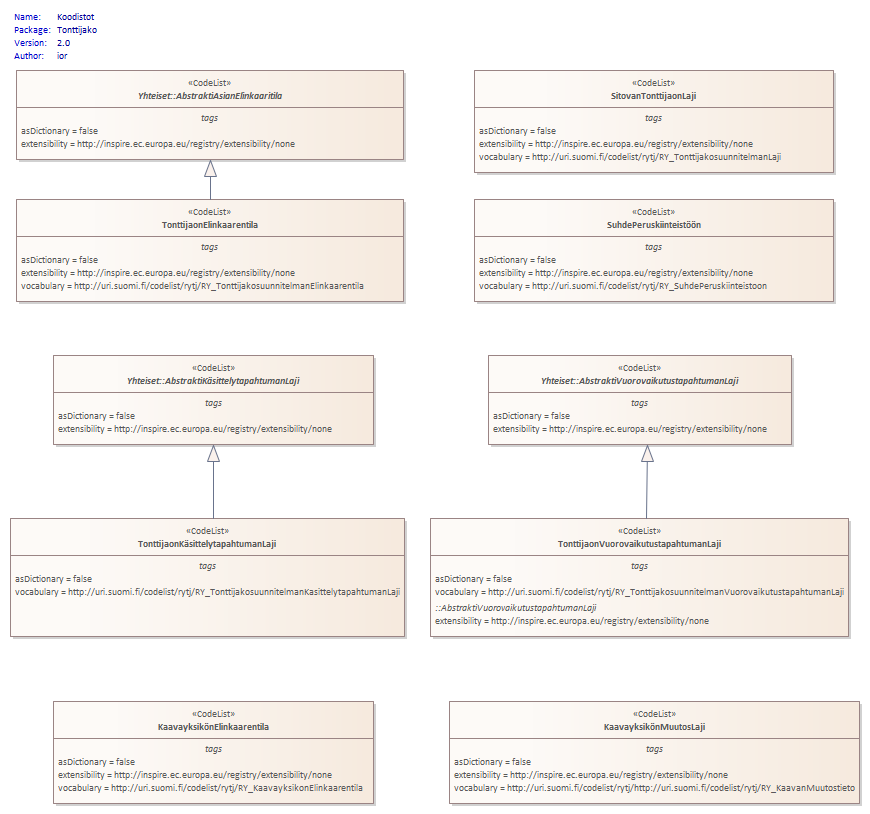 Name: Koodistot
Package: Tonttijako
Version: 2.0
Author: ior
«CodeList»
Yhteiset::AbstraktiAsianElinkaaritila
tags
asDictionary = false
extensibility = http://inspire.ec.europa.eu/registry/extensibility/none
«CodeList»
SitovanTonttijaonLaji
tags
asDictionary = false
extensibility = http://inspire.ec.europa.eu/registry/extensibility/none
vocabulary = http://uri.suomi.fi/codelist/rytj/RY_TonttijakosuunnitelmanLaji
«CodeList»
TonttijaonElinkaarentila
tags
asDictionary = false
extensibility = http://inspire.ec.europa.eu/registry/extensibility/none
vocabulary = http://uri.suomi.fi/codelist/rytj/RY_TonttijakosuunnitelmanElinkaarentila
«CodeList»
SuhdePeruskiinteistöön
tags
asDictionary = false
extensibility = http://inspire.ec.europa.eu/registry/extensibility/none
vocabulary = http://uri.suomi.fi/codelist/rytj/RY_SuhdePeruskiinteistoon
«CodeList»
Yhteiset::AbstraktiKäsittelytapahtumanLaji
tags
asDictionary = false
extensibility = http://inspire.ec.europa.eu/registry/extensibility/none
«CodeList»
Yhteiset::AbstraktiVuorovaikutustapahtumanLaji
tags
asDictionary = false
extensibility = http://inspire.ec.europa.eu/registry/extensibility/none
«CodeList»
TonttijaonKäsittelytapahtumanLaji
tags
asDictionary = false
vocabulary = http://uri.suomi.fi/codelist/rytj/RY_TonttijakosuunnitelmanKasittelytapahtumanLaji
«CodeList»
TonttijaonVuorovaikutustapahtumanLaji
tags
asDictionary = false
vocabulary = http://uri.suomi.fi/codelist/rytj/RY_TonttijakosuunnitelmanVuorovaikutustapahtumanLaji
::AbstraktiVuorovaikutustapahtumanLaji
extensibility = http://inspire.ec.europa.eu/registry/extensibility/none
«CodeList»
KaavayksikönElinkaarentila
tags
asDictionary = false
extensibility = http://inspire.ec.europa.eu/registry/extensibility/none
vocabulary = http://uri.suomi.fi/codelist/rytj/RY_KaavayksikonElinkaarentila
«CodeList»
KaavayksikönMuutosLaji
tags
asDictionary = false
extensibility = http://inspire.ec.europa.eu/registry/extensibility/none
vocabulary = http://uri.suomi.fi/codelist/rytj/http://uri.suomi.fi/codelist/rytj/RY_KaavanMuutostieto